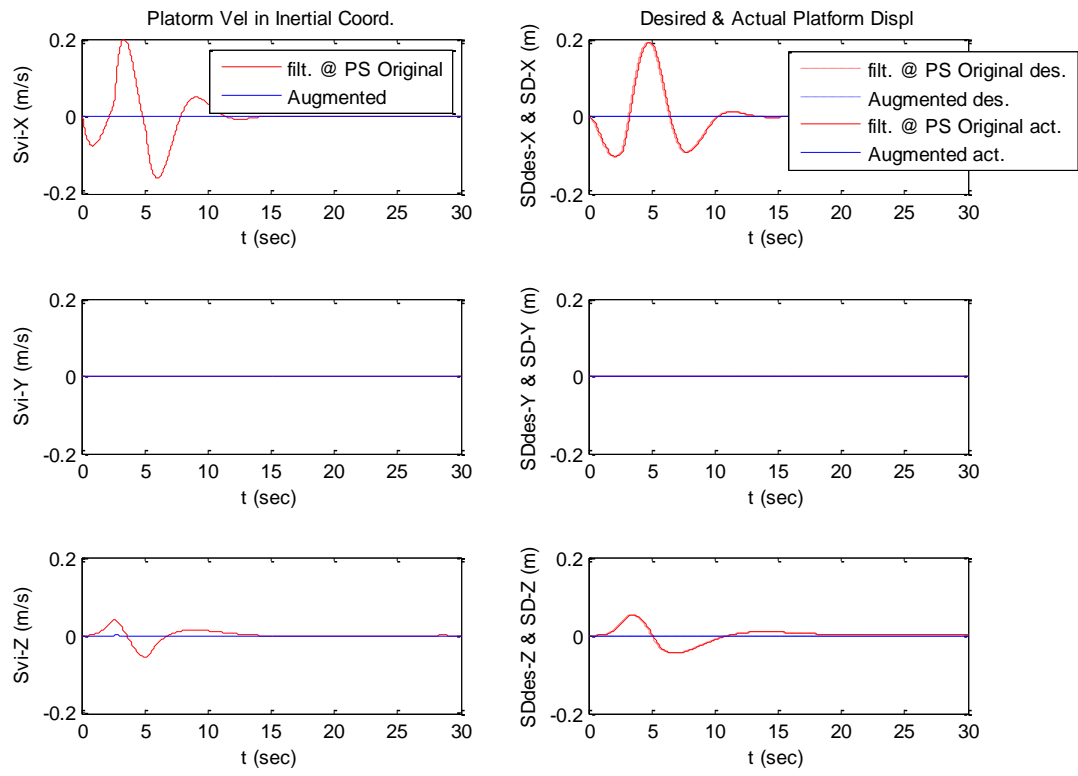 Platorm Vel in Inertial Coord.
0.2
0
-0.2
Svi-X (m/s)
filt. @ PS Original
Augmented
0 5 10 15 20 25 30
t (sec)
Desired & Actual Platform Displ
0.2
0
-0.2
SDdes-X & SD-X (m)
filt. @ PS Original des.
Augmented des.
filt. @ PS Original act.
Augmented act.
0 5 10 15 20 25 30
t (sec)
0.2
0
-0.2
Svi-Y (m/s)
0 5 10 15 20 25 30
t (sec)
0.2
0
-0.2
SDdes-Y & SD-Y (m)
0 5 10 15 20 25 30
t (sec)
0.2
0
-0.2
Svi-Z (m/s)
0 5 10 15 20 25 30
t (sec)
0.2
0
-0.2
SDdes-Z & SD-Z (m)
0 5 10 15 20 25 30
t (sec)